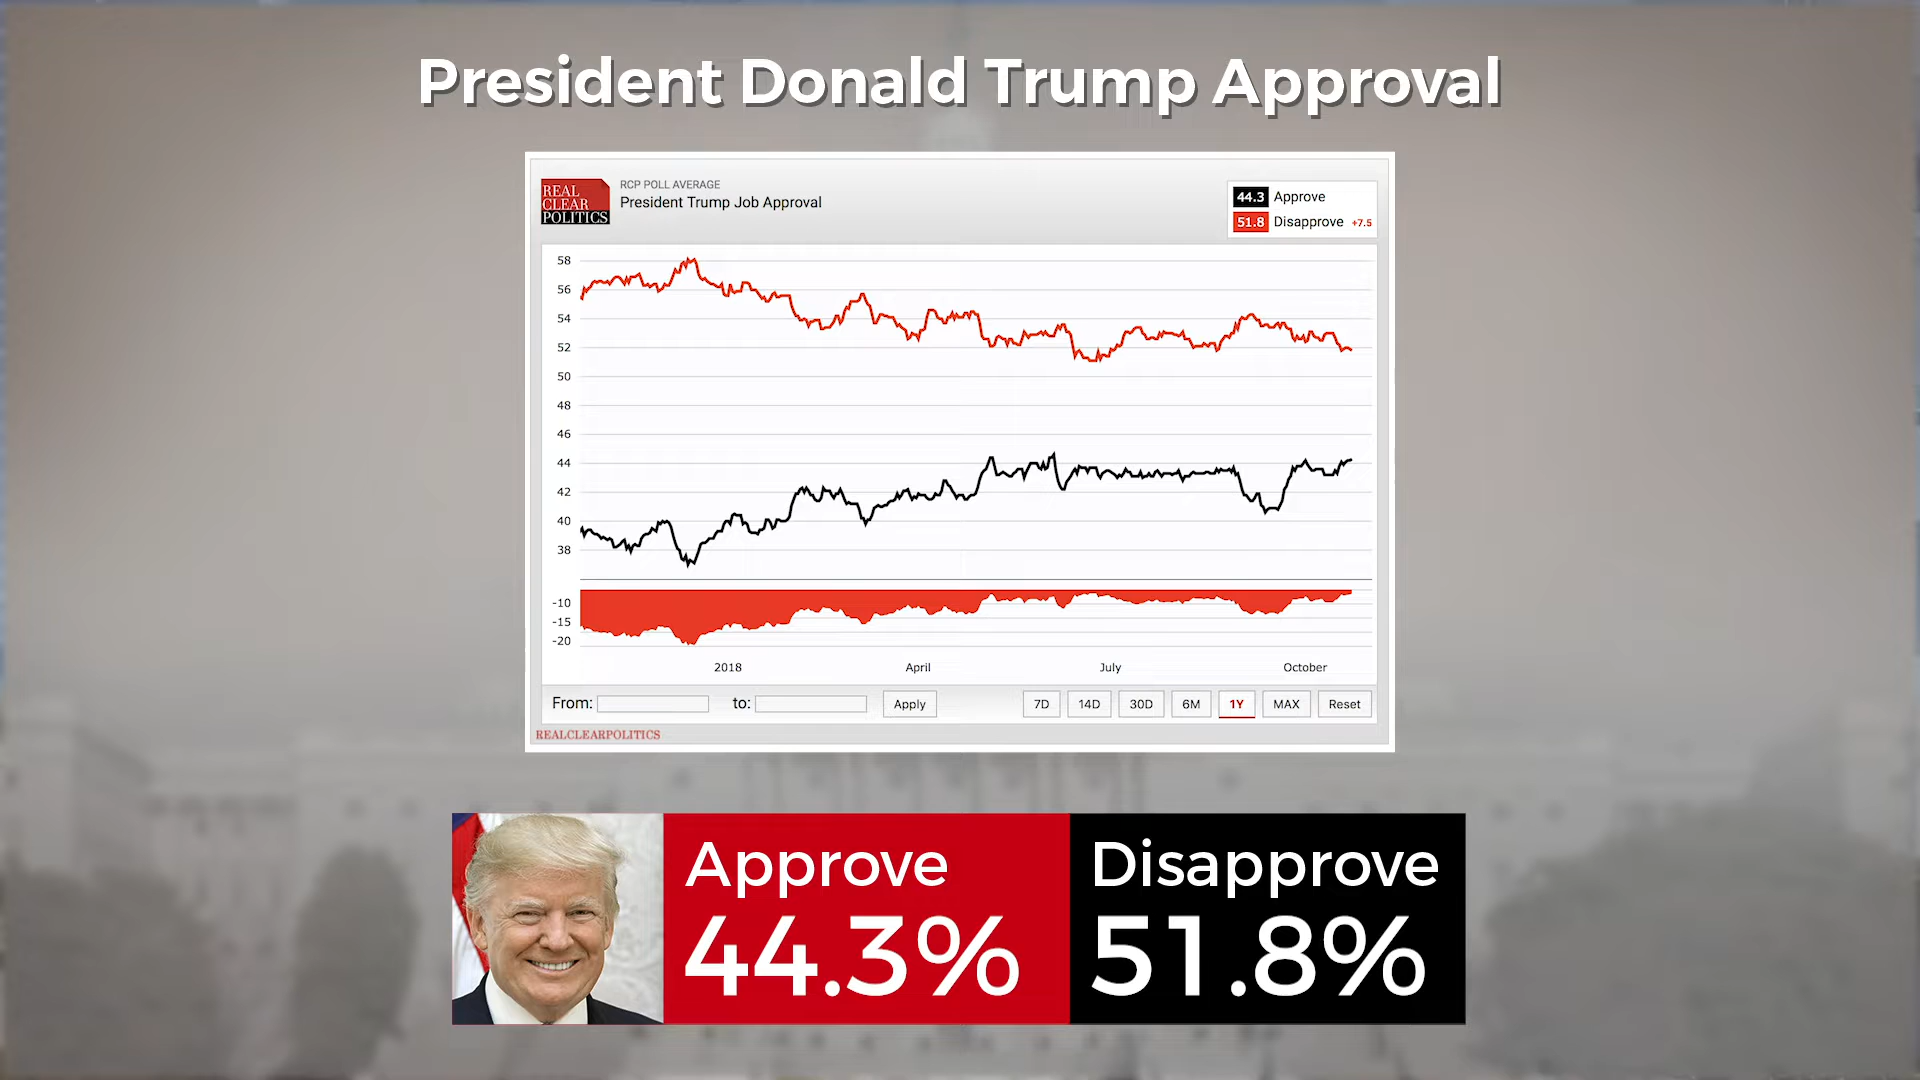 President Donald Trump Approval
REAL
CLEAR
POLITICS
RCP POLL AVERAGE
President Trump Job Approval
44.3 Approve
51.8 Disapprove +7.5
58
56
54
52
50
48
46
44
42
40
38
-10
-15
-20
2018 April July October
From: to: Apply 7D 14D 30D 6M 1Y MAX Reset
REALCLEARPOLITICS
Approve Disapprove
44.3% 51.8%